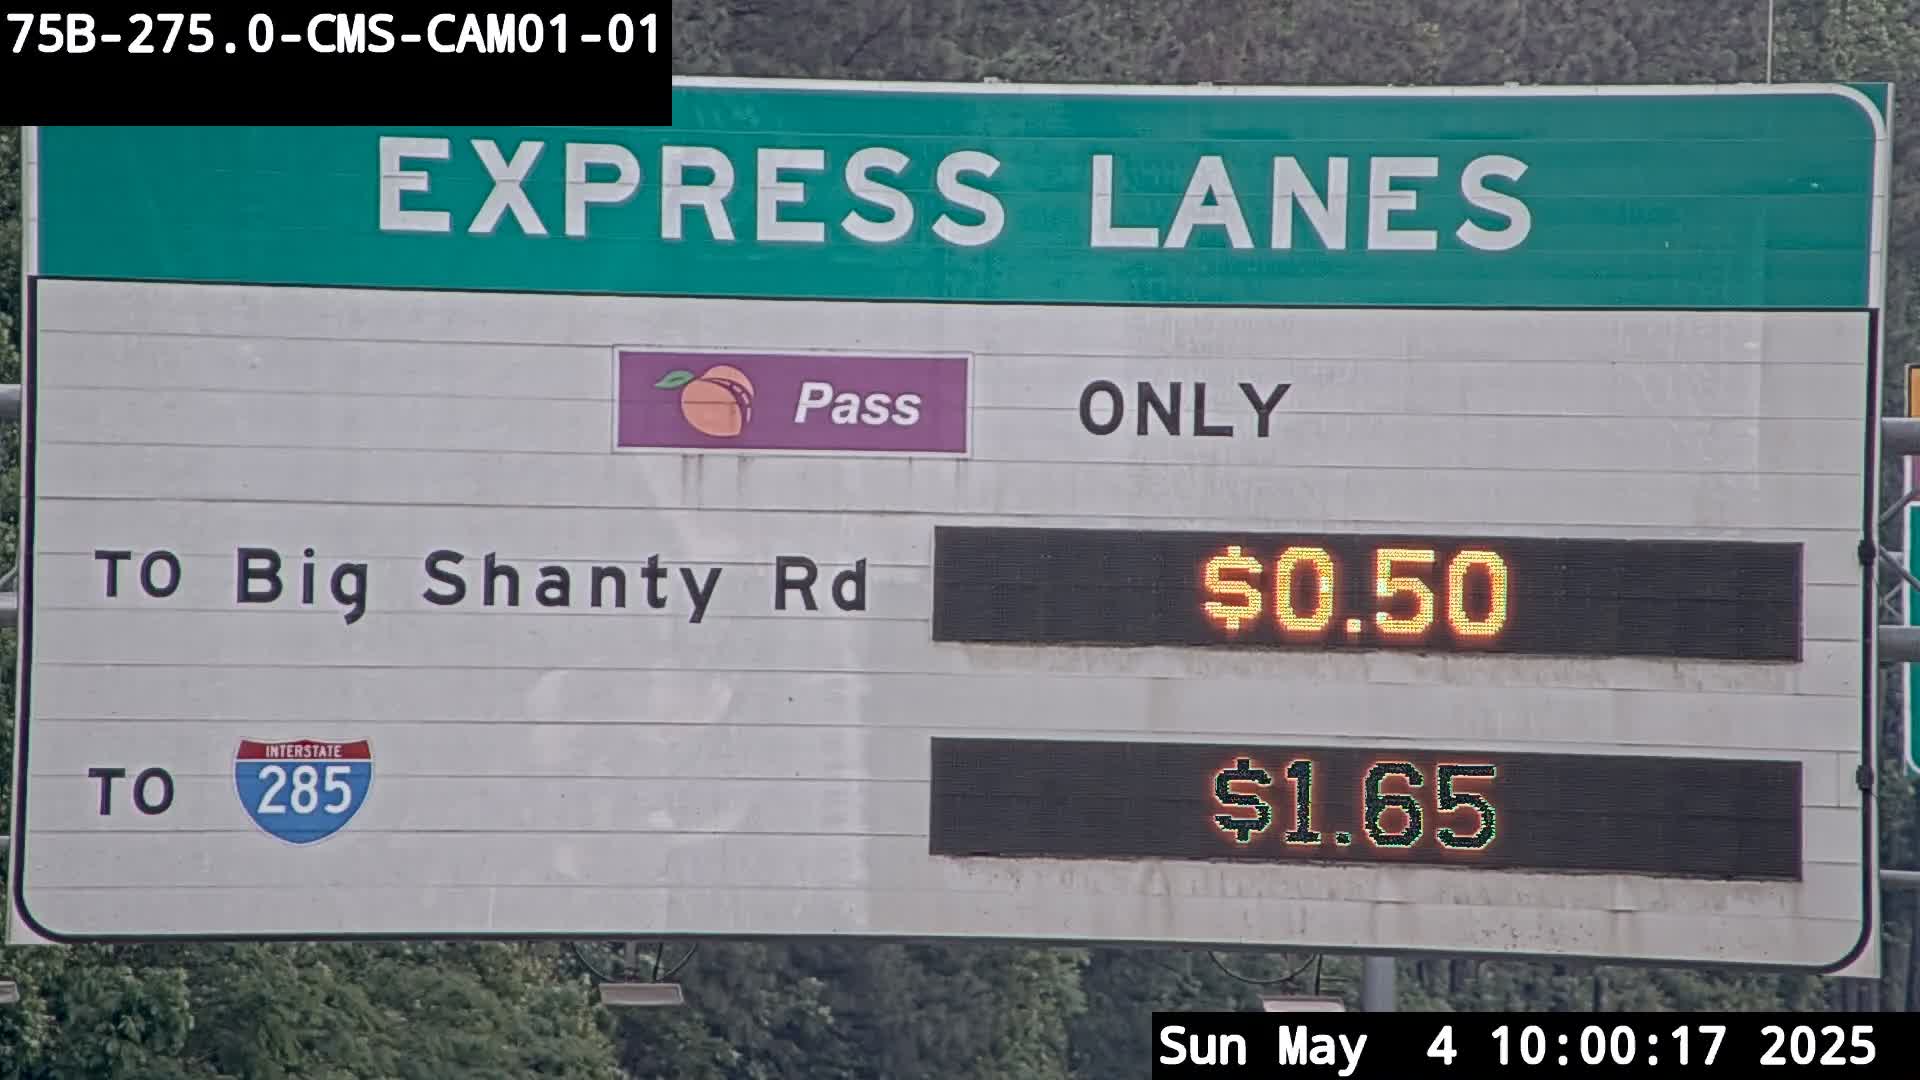 75B-275.0-CMS-CAM01-01
EXPRESS LANES
Pass ONLY
TO Big Shanty Rd $0.50
TO INTERSTATE 285 $1.65
Sun May 4 10:00:17 2025